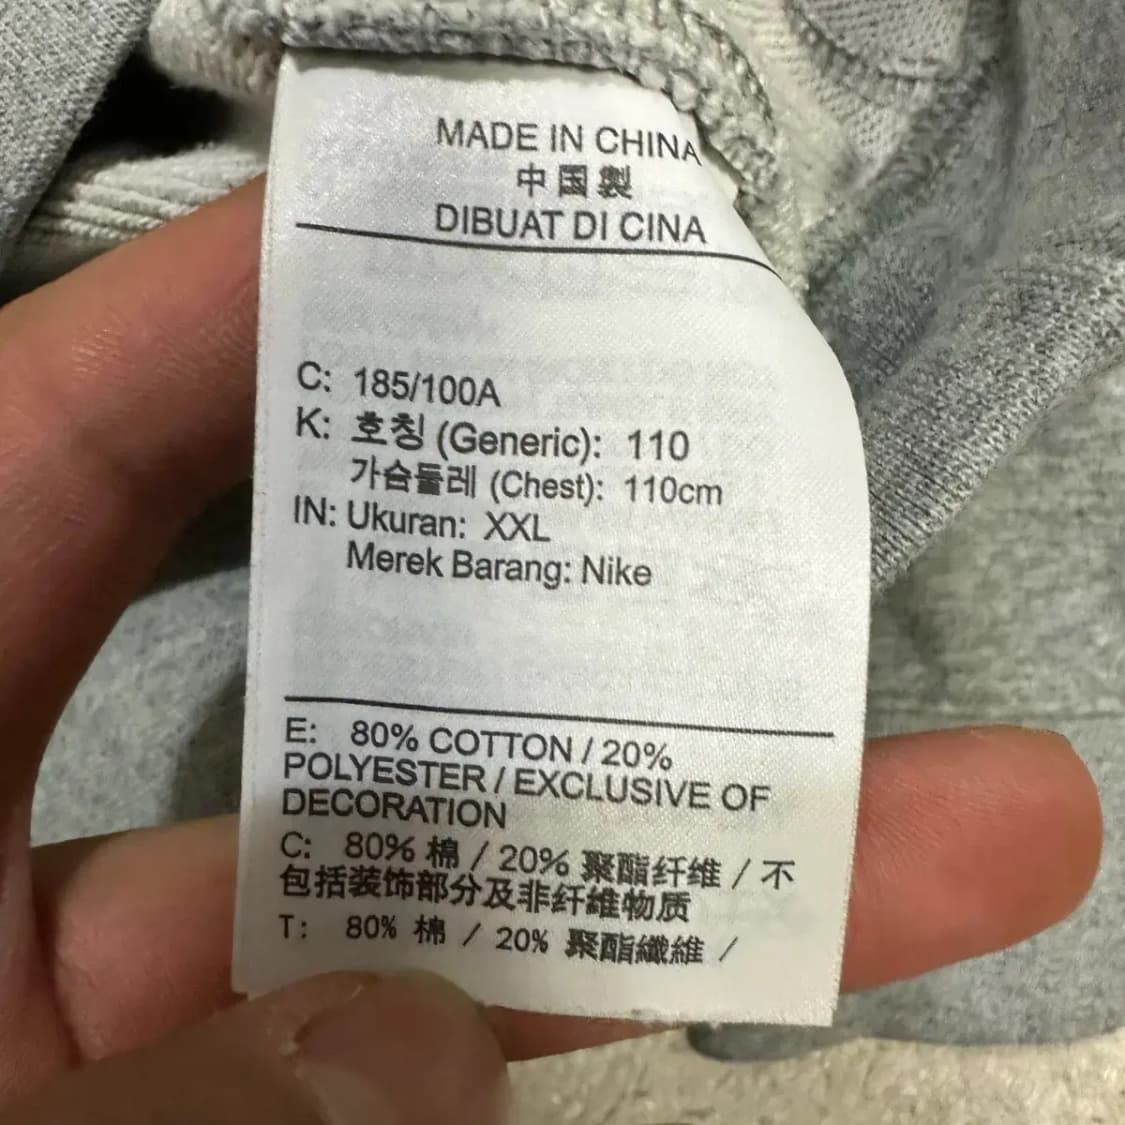 MADE IN CHINA
中国製
DIBUAT DI CINA
C: 185/100A
K: 호칭 (Generic): 110
가슴둘레 (Chest): 110cm
IN: Ukuran: XXL
Merek Barang: Nike
E: 80% COTTON / 20%
POLYESTER / EXCLUSIVE OF
DECORATION
C: 80% 棉 / 20% 聚酯纤维 / 不
包括装饰部分及非纤维物质
T: 80% 棉 / 20% 聚酯纖維 /